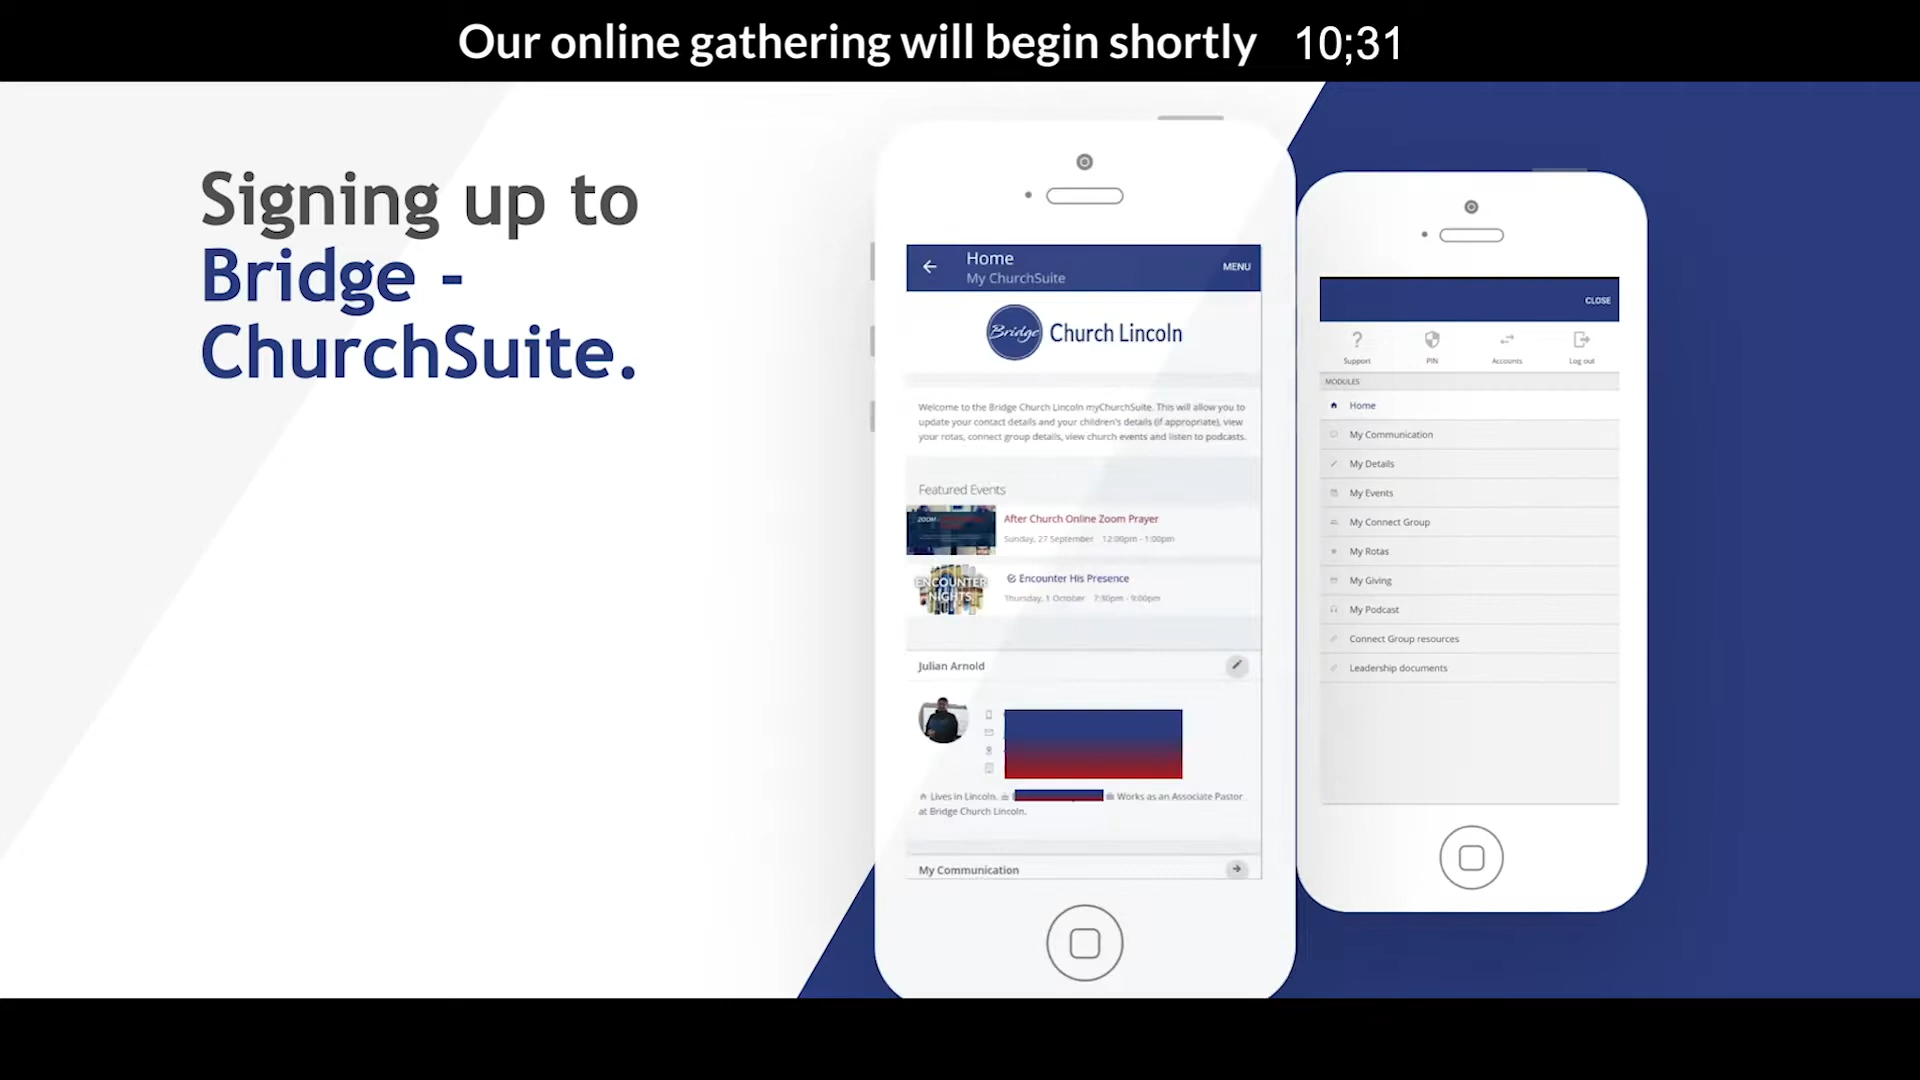 Our online gathering will begin shortly 10;31
Signing up to
Bridge -
ChurchSuite.
Home
My ChurchSuite
MENU
Bridge Church Lincoln
Welcome to the Bridge Church Lincoln myChurchSuite. This will allow you to
update your contact details and your children's details (if appropriate), view
your rotas, connect group details, view church events and listen to podcasts.
Featured Events
ZOOM
After Church Online Zoom Prayer
Sunday, 27 September 12:00pm - 1:00pm
ENCOUNTER
NIGHTS
Encounter His Presence
Thursday, 1 October 7:30pm - 9:00pm
Julian Arnold
Lives in Lincoln. Works as an Associate Pastor
at Bridge Church Lincoln.
My Communication
CLOSE
? 
Support PIN Accounts Log out
MODULES
Home
My Communication
My Details
My Events
My Connect Group
My Rotas
My Giving
My Podcast
Connect Group resources
Leadership documents